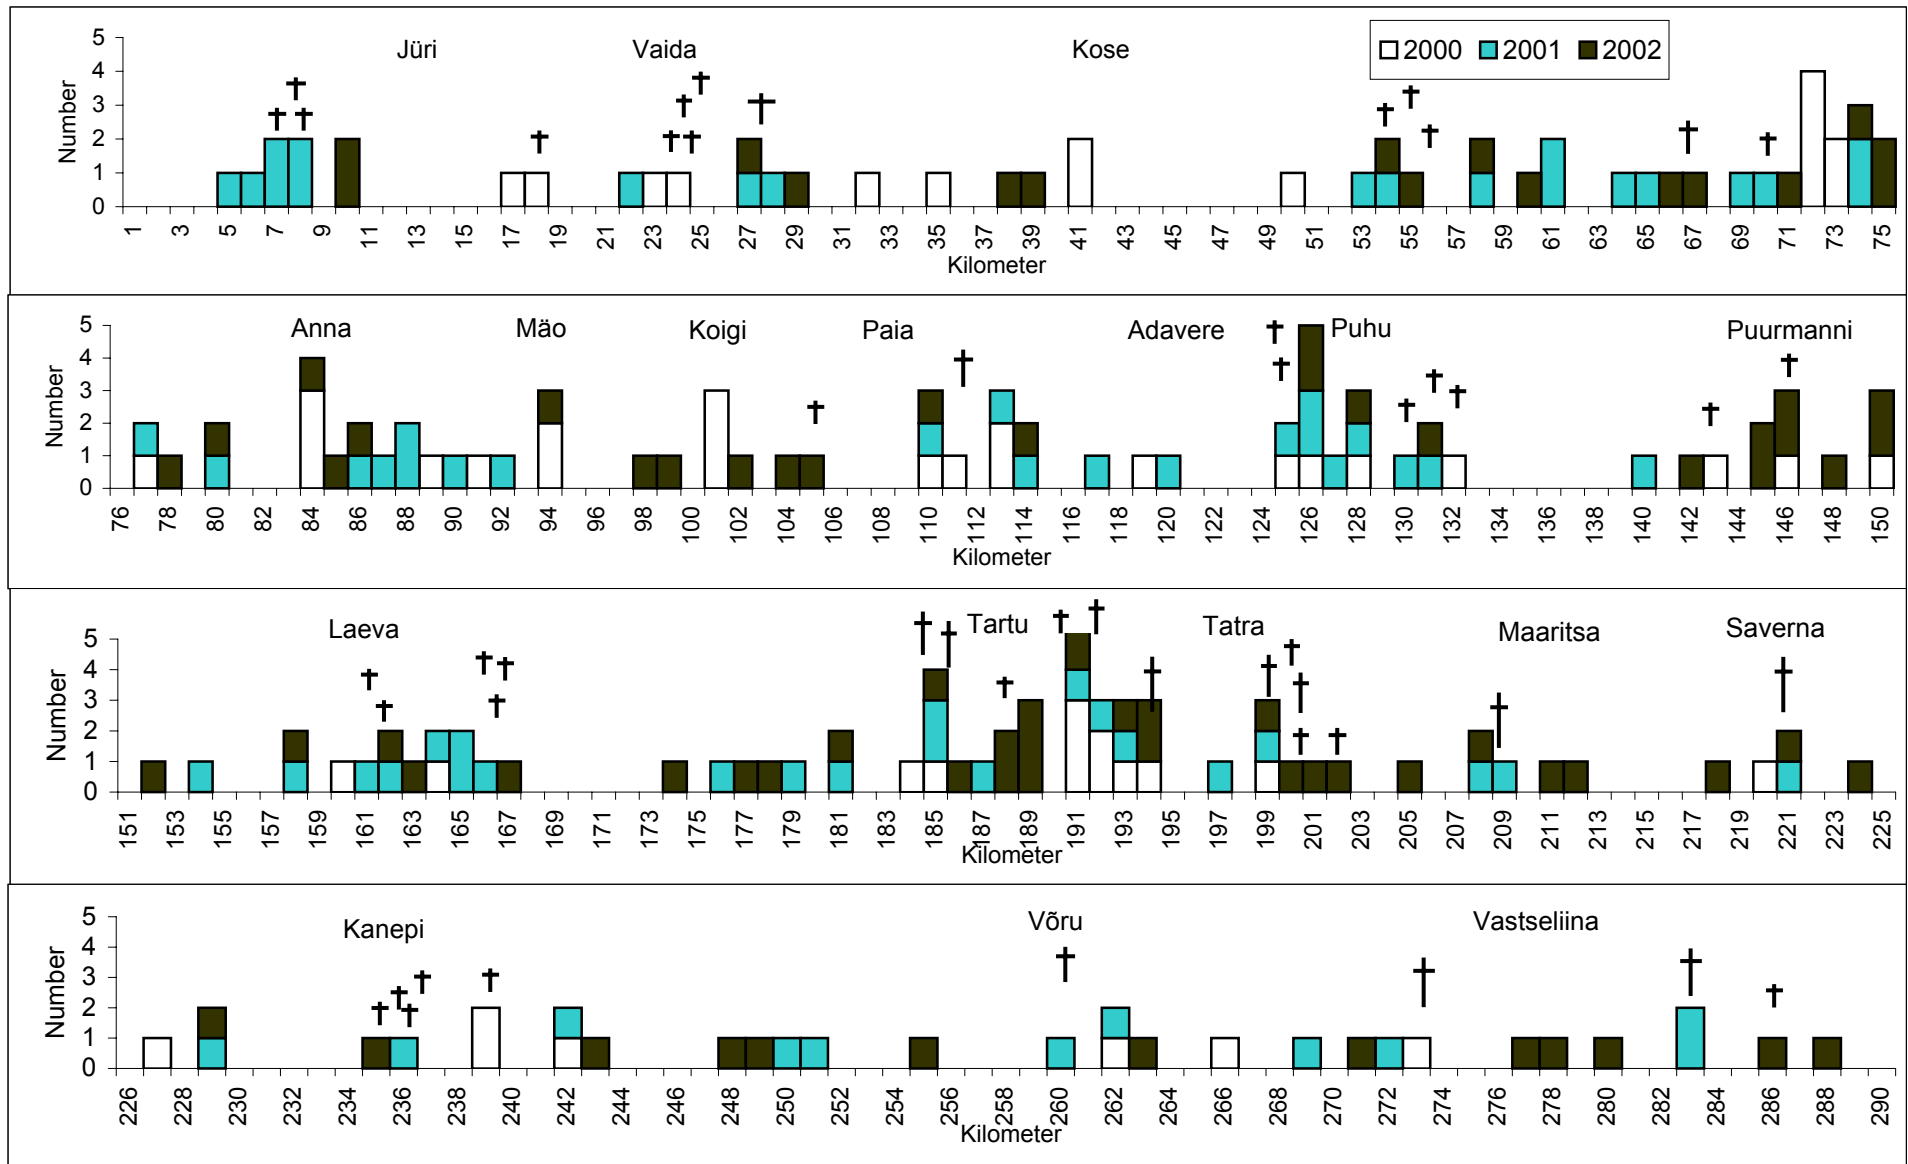 Jüri Vaida Kose
2000 2001 2002
5
4
3
2
1
0
Number
1 3 5 7 9 11 13 15 17 19 21 23 25 27 29 31 33 35 37 39 41 43 45 47 49 51 53 55 57 59 61 63 65 67 69 71 73 75
Kilometer
Anna Mäo Koigi Paia Adavere Puhu Puurmanni
5
4
3
2
1
0
Number
76 78 80 82 84 86 88 90 92 94 96 98 100 102 104 106 108 110 112 114 116 118 120 122 124 126 128 130 132 134 136 138 140 142 144 146 148 150
Kilometer
Laeva Tartu Tatra Maaritsa Saverna
5
4
3
2
1
0
Number
151 153 155 157 159 161 163 165 167 169 171 173 175 177 179 181 183 185 187 189 191 193 195 197 199 201 203 205 207 209 211 213 215 217 219 221 223 225
Kilometer
Kanepi Võru Vastseliina
5
4
3
2
1
0
Number
226 228 230 232 234 236 238 240 242 244 246 248 250 252 254 256 258 260 262 264 266 268 270 272 274 276 278 280 282 284 286 288 290
Kilometer